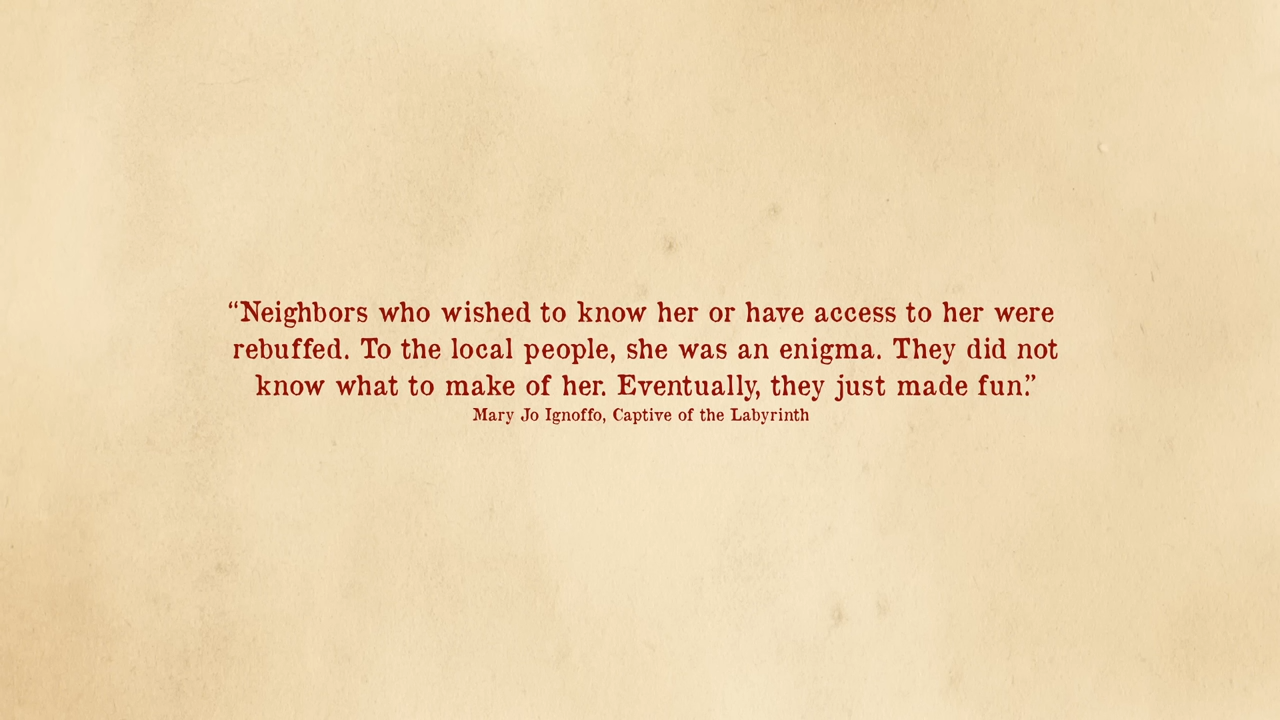 “Neighbors who wished to know her or have access to her were
rebuffed. To the local people, she was an enigma. They did not
know what to make of her. Eventually, they just made fun.”
Mary Jo Ignoffo, Captive of the Labyrinth